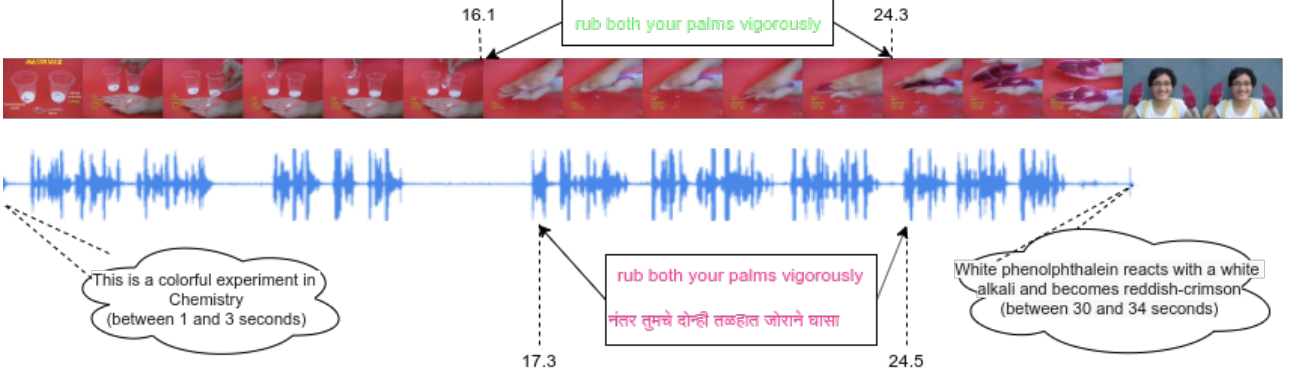 16.1
rub both your palms vigorously
24.3
MATERIALS
This is a colorful experiment in
Chemistry
(between 1 and 3 seconds)
rub both your palms vigorously
नंतर तुमचे दोन्ही तळहात जोराने घासा
White phenolphthalein reacts with a white
alkali and becomes reddish-crimson
(between 30 and 34 seconds)
17.3
24.5